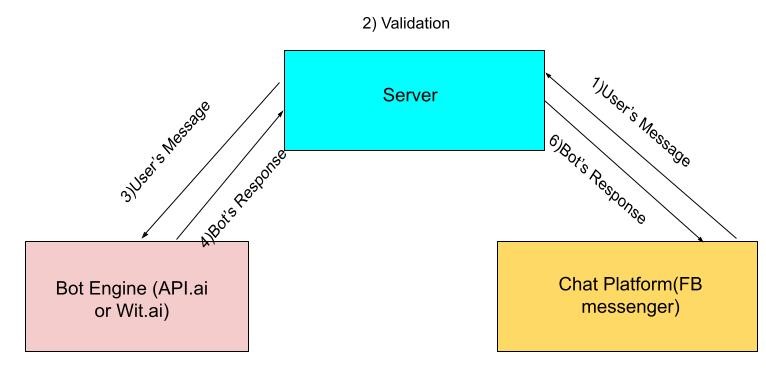 2) Validation
Server
3)User's Message
4)Bot's Response
1)User's Message
6)Bot's Response
Bot Engine (API.ai
or Wit.ai)
Chat Platform(FB
messenger)